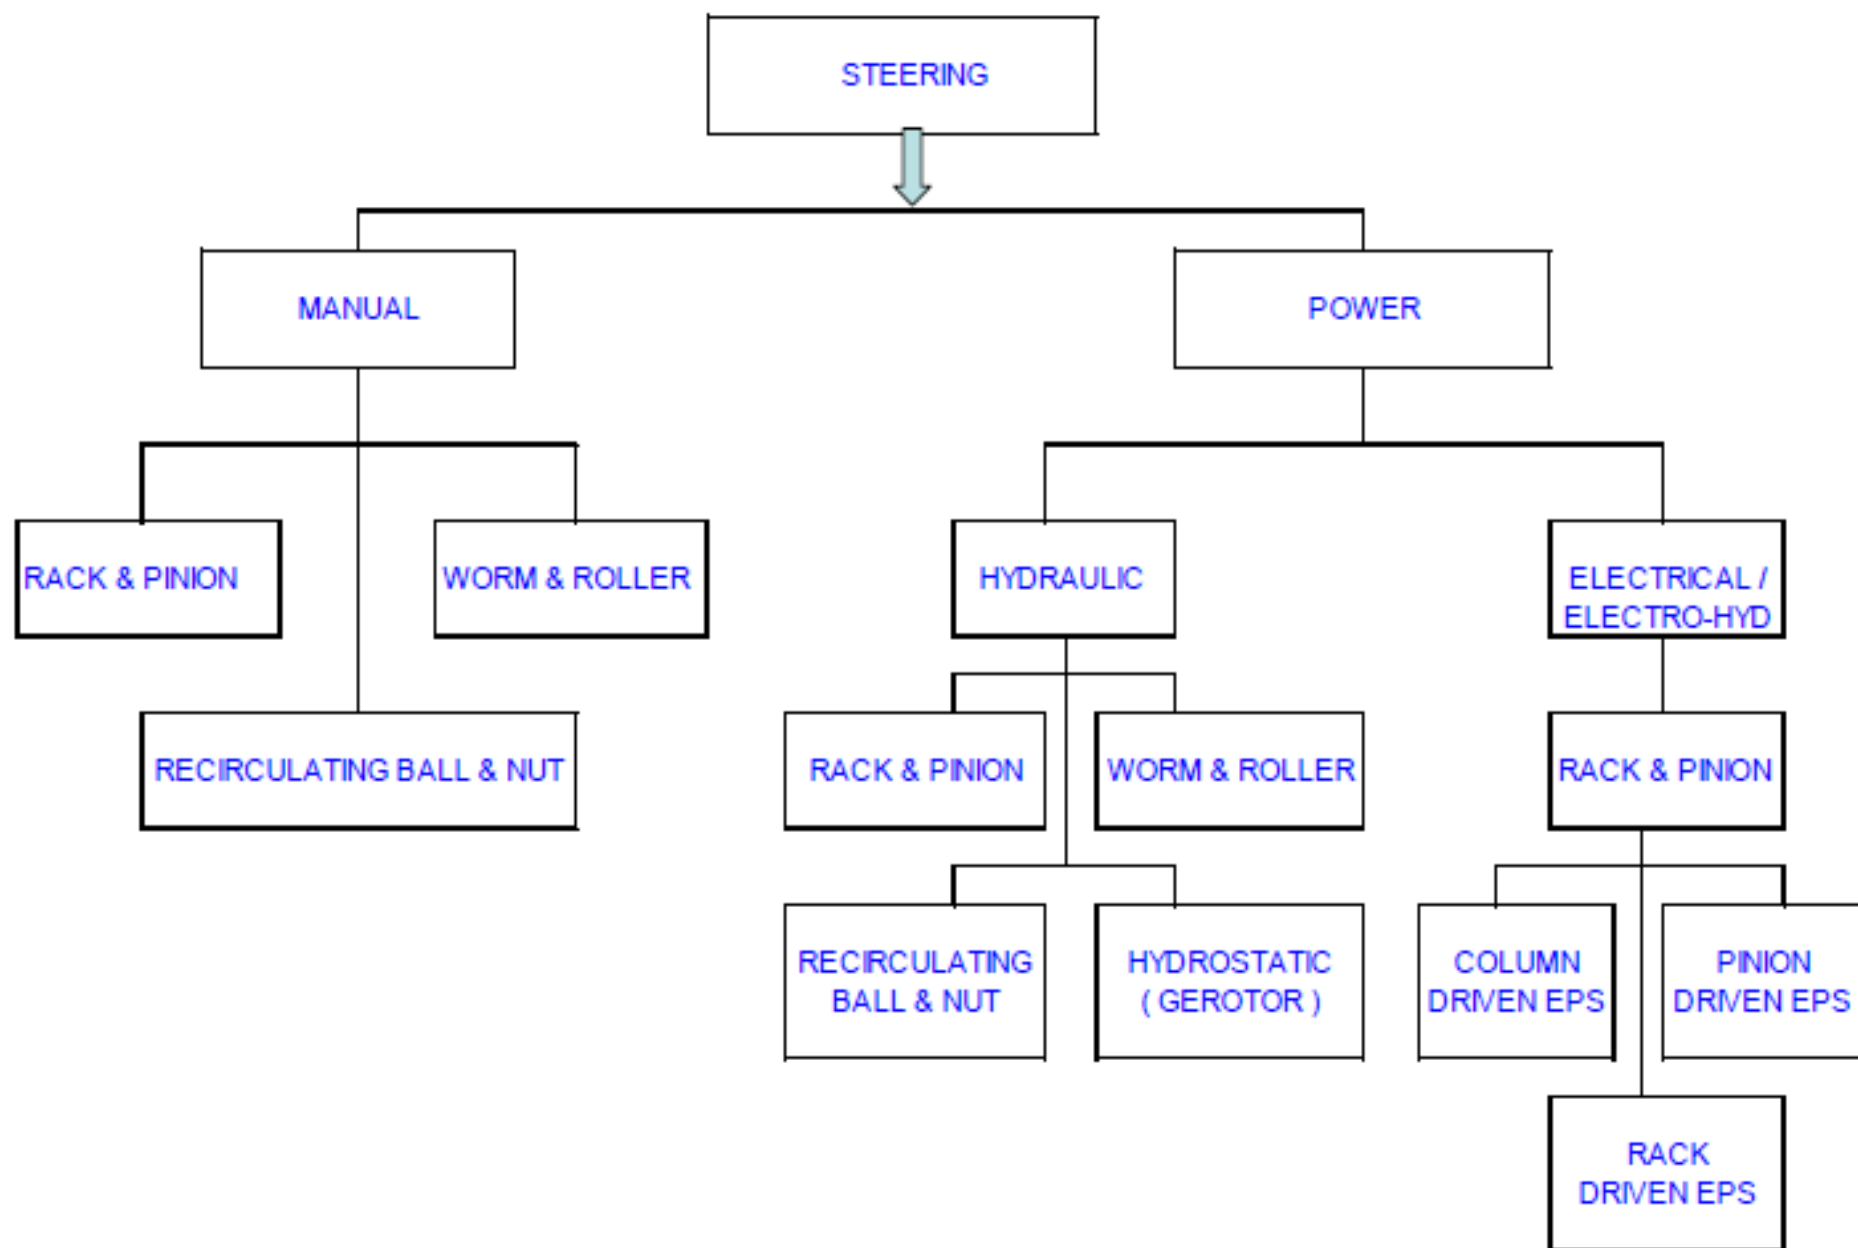 STEERING
MANUAL
POWER
RACK & PINION
WORM & ROLLER
HYDRAULIC
ELECTRICAL /
ELECTRO-HYD
RECIRCULATING BALL & NUT
RACK & PINION
WORM & ROLLER
RACK & PINION
RECIRCULATING
BALL & NUT
HYDROSTATIC
( GEROTOR )
COLUMN
DRIVEN EPS
PINION
DRIVEN EPS
RACK
DRIVEN EPS